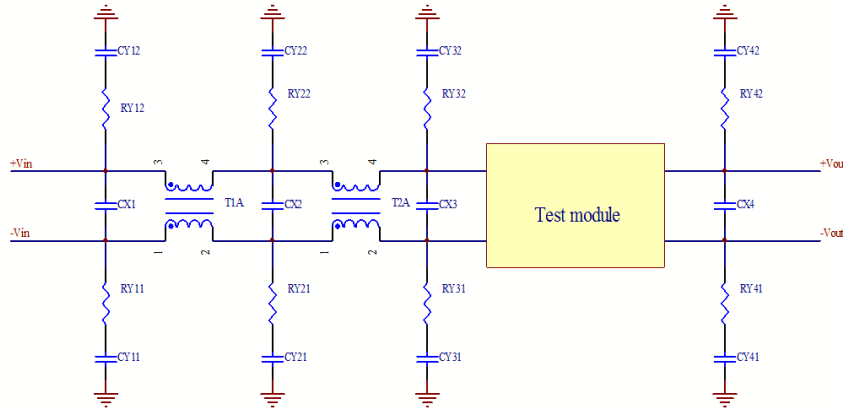 CY12 CY22 CY32 CY42
RY12 RY22 RY32 RY42
+Vin 3 4 3 4 +Vou
CX1 T1A CX2 T2A CX3 Test module CX4
-Vin -Vout
1 2 1 2
RY11 RY21 RY31 RY41
CY11 CY21 CY31 CY41